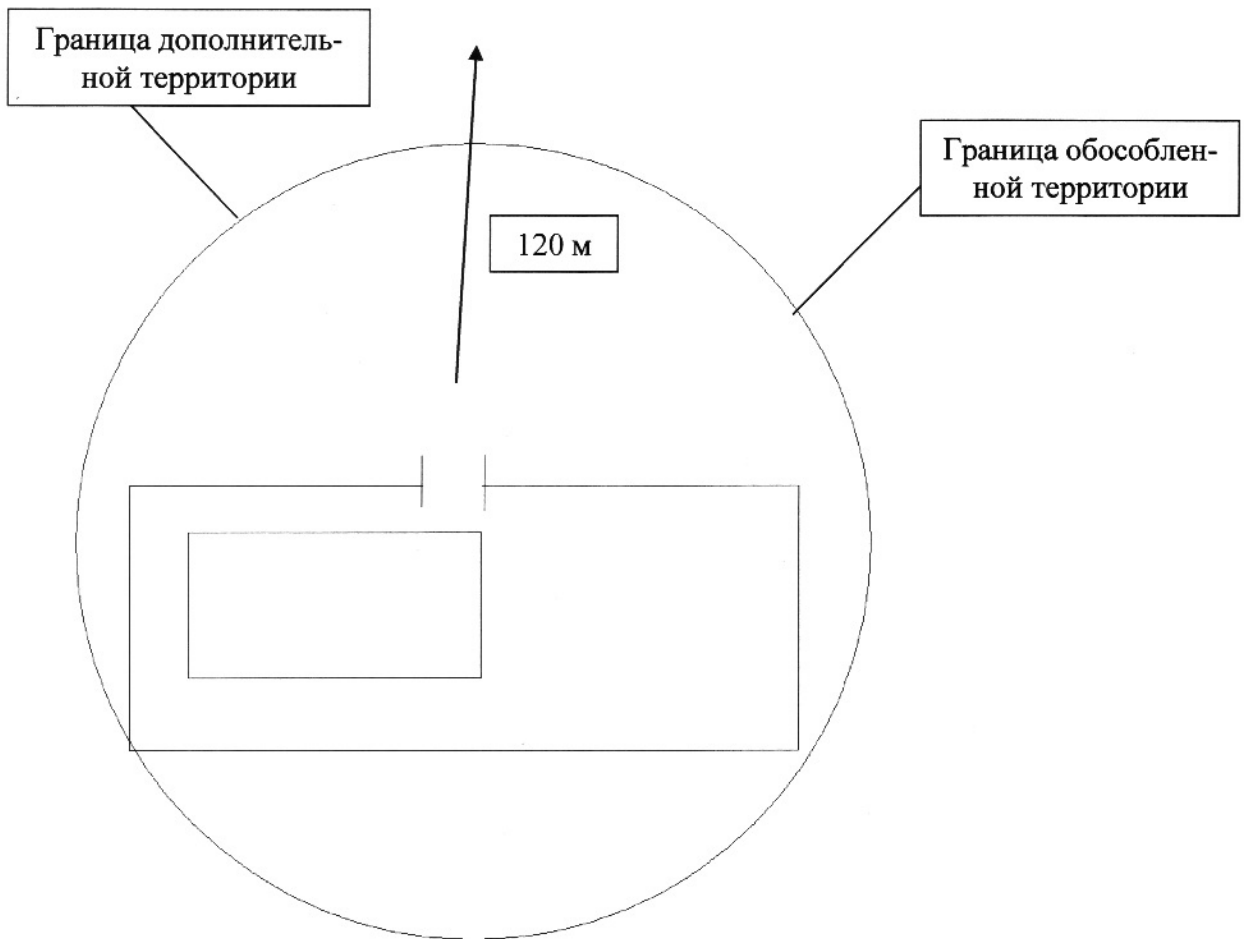 Граница дополнитель-
ной территории
Граница обособлен-
ной территории
120 м